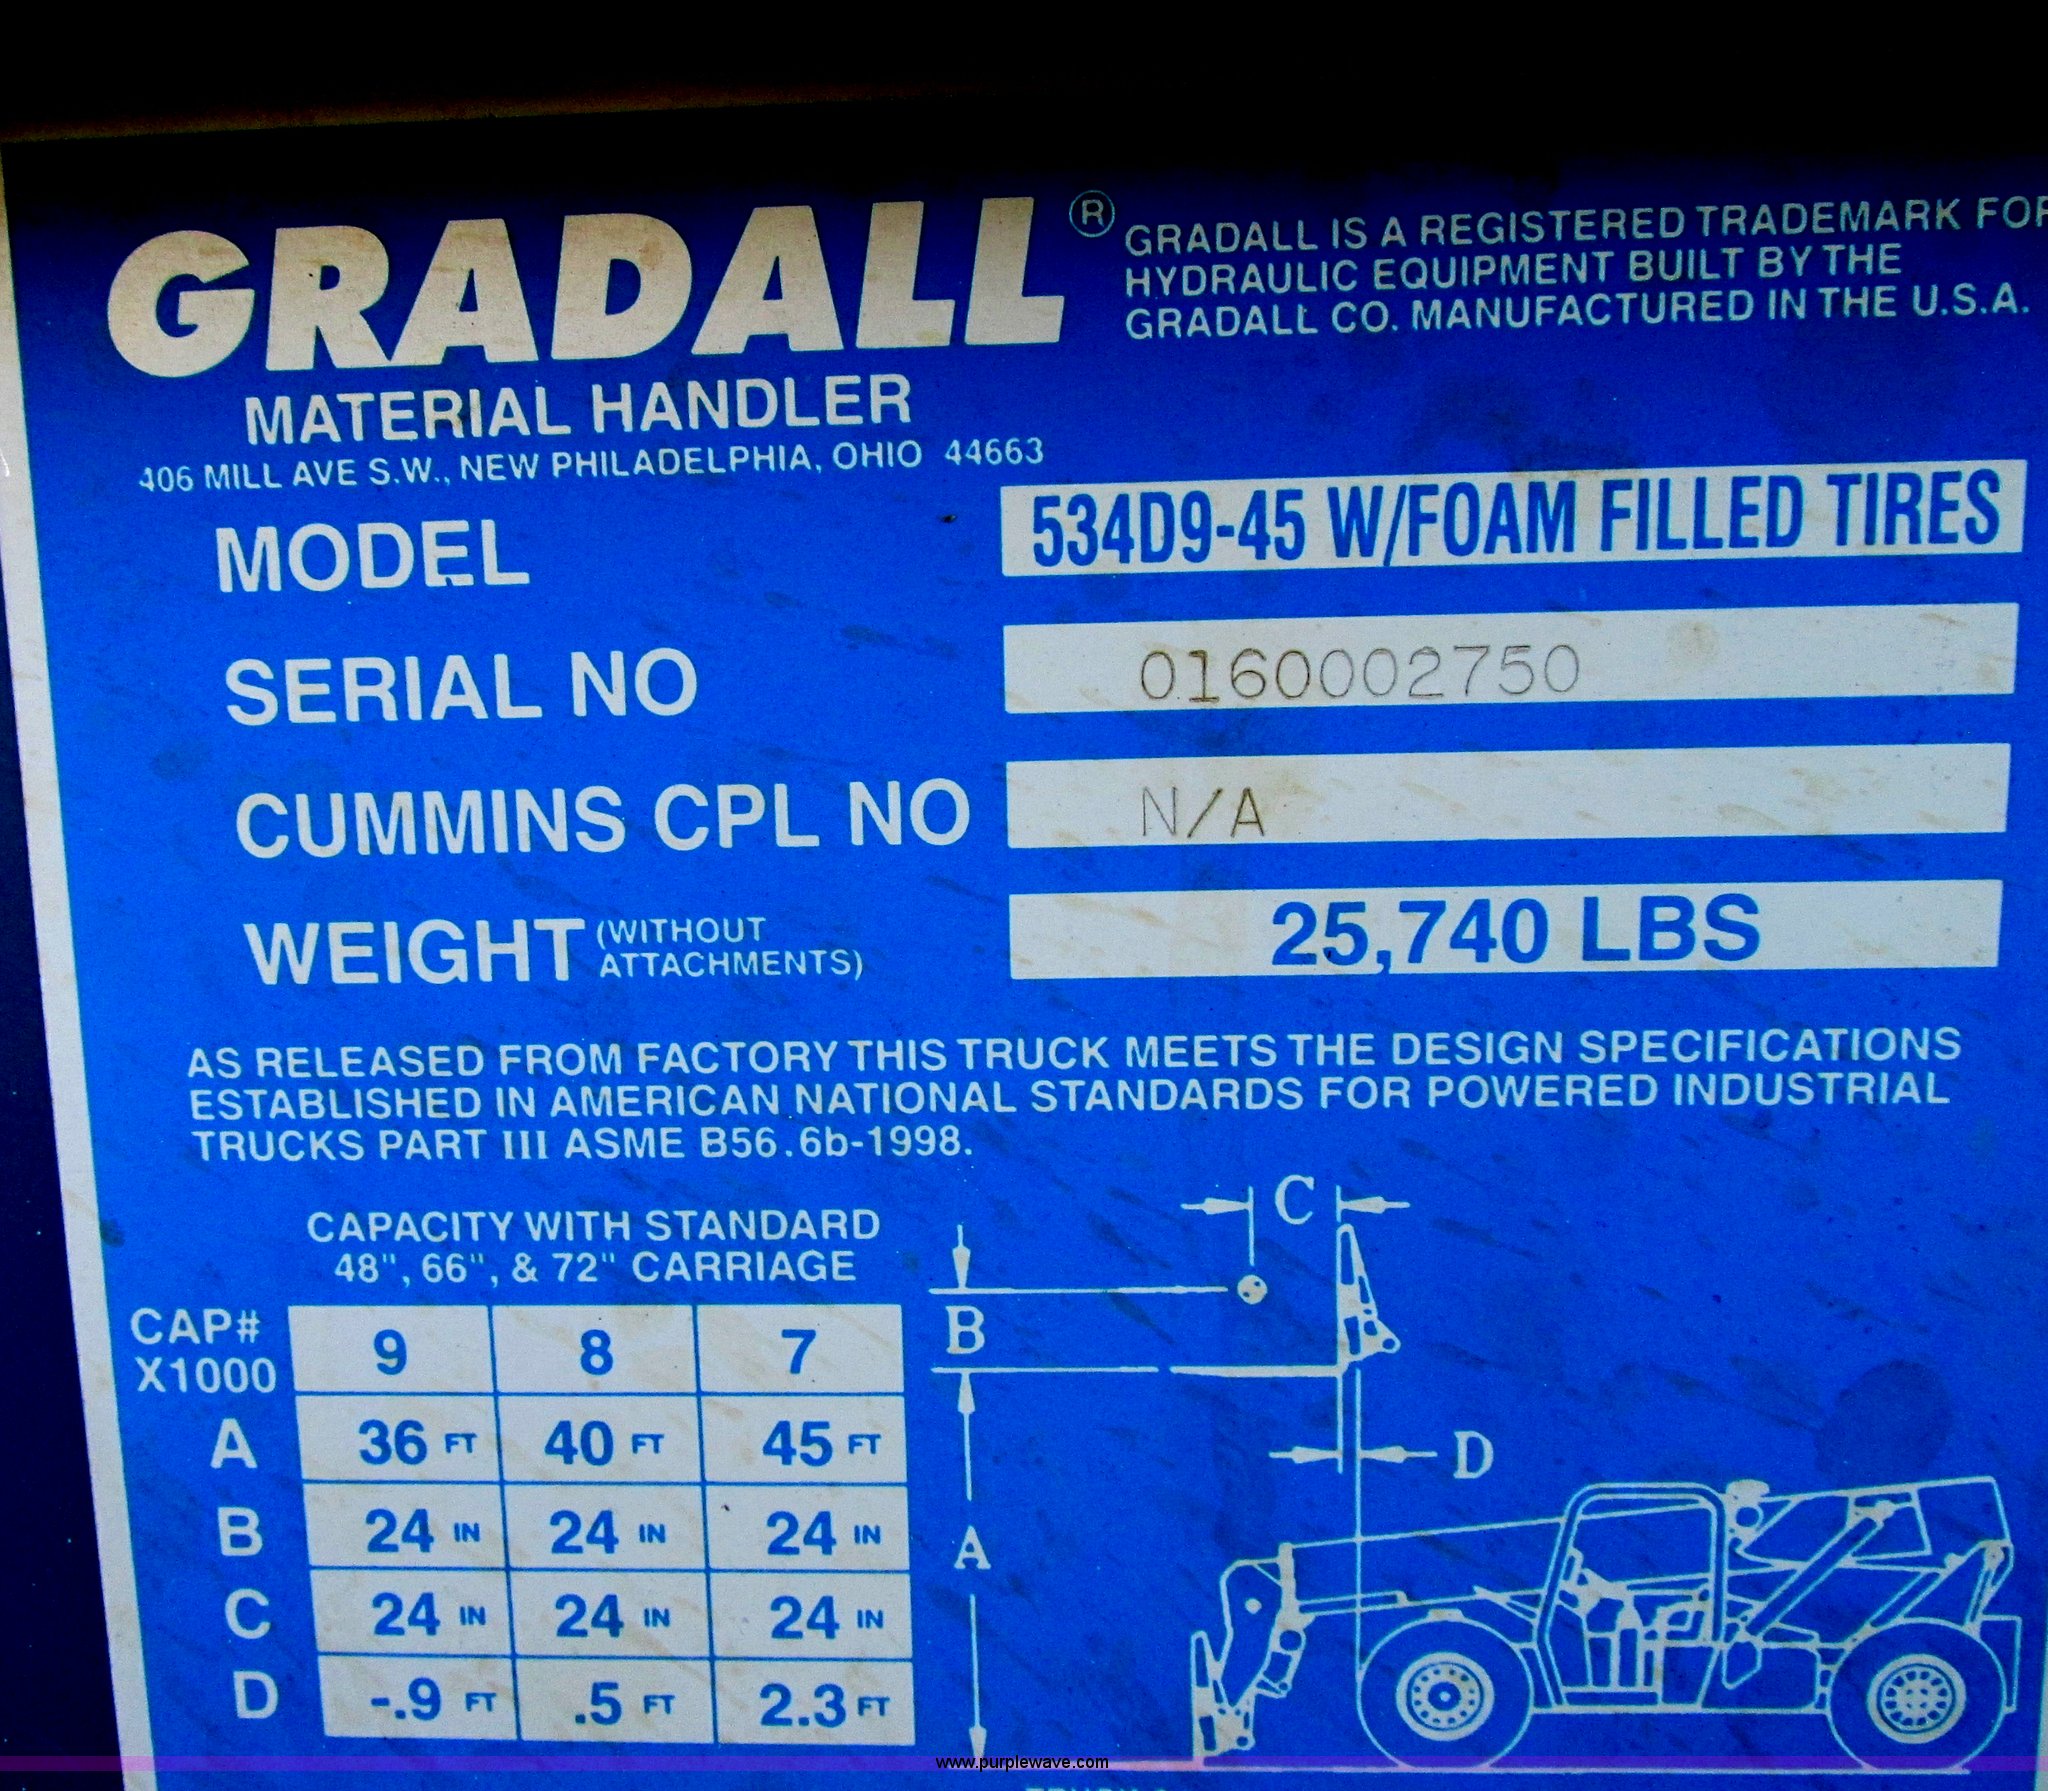 GRADALL ®
MATERIAL HANDLER
406 MILL AVE S.W., NEW PHILADELPHIA, OHIO 44663
GRADALL IS A REGISTERED TRADEMARK FOR
HYDRAULIC EQUIPMENT BUILT BY THE
GRADALL CO. MANUFACTURED IN THE U.S.A.
MODEL 534D9-45 W/FOAM FILLED TIRES
SERIAL NO 0160002750
CUMMINS CPL NO N/A
WEIGHT (WITHOUT ATTACHMENTS) 25,740 LBS
AS RELEASED FROM FACTORY THIS TRUCK MEETS THE DESIGN SPECIFICATIONS
ESTABLISHED IN AMERICAN NATIONAL STANDARDS FOR POWERED INDUSTRIAL
TRUCKS PART III ASME B56.6b-1998.
CAPACITY WITH STANDARD
48", 66", & 72" CARRIAGE
CAP# X1000 9 8 7
A 36 FT 40 FT 45 FT
B 24 IN 24 IN 24 IN
C 24 IN 24 IN 24 IN
D -.9 FT .5 FT 2.3 FT
C
B
D
A
www.purplewave.com